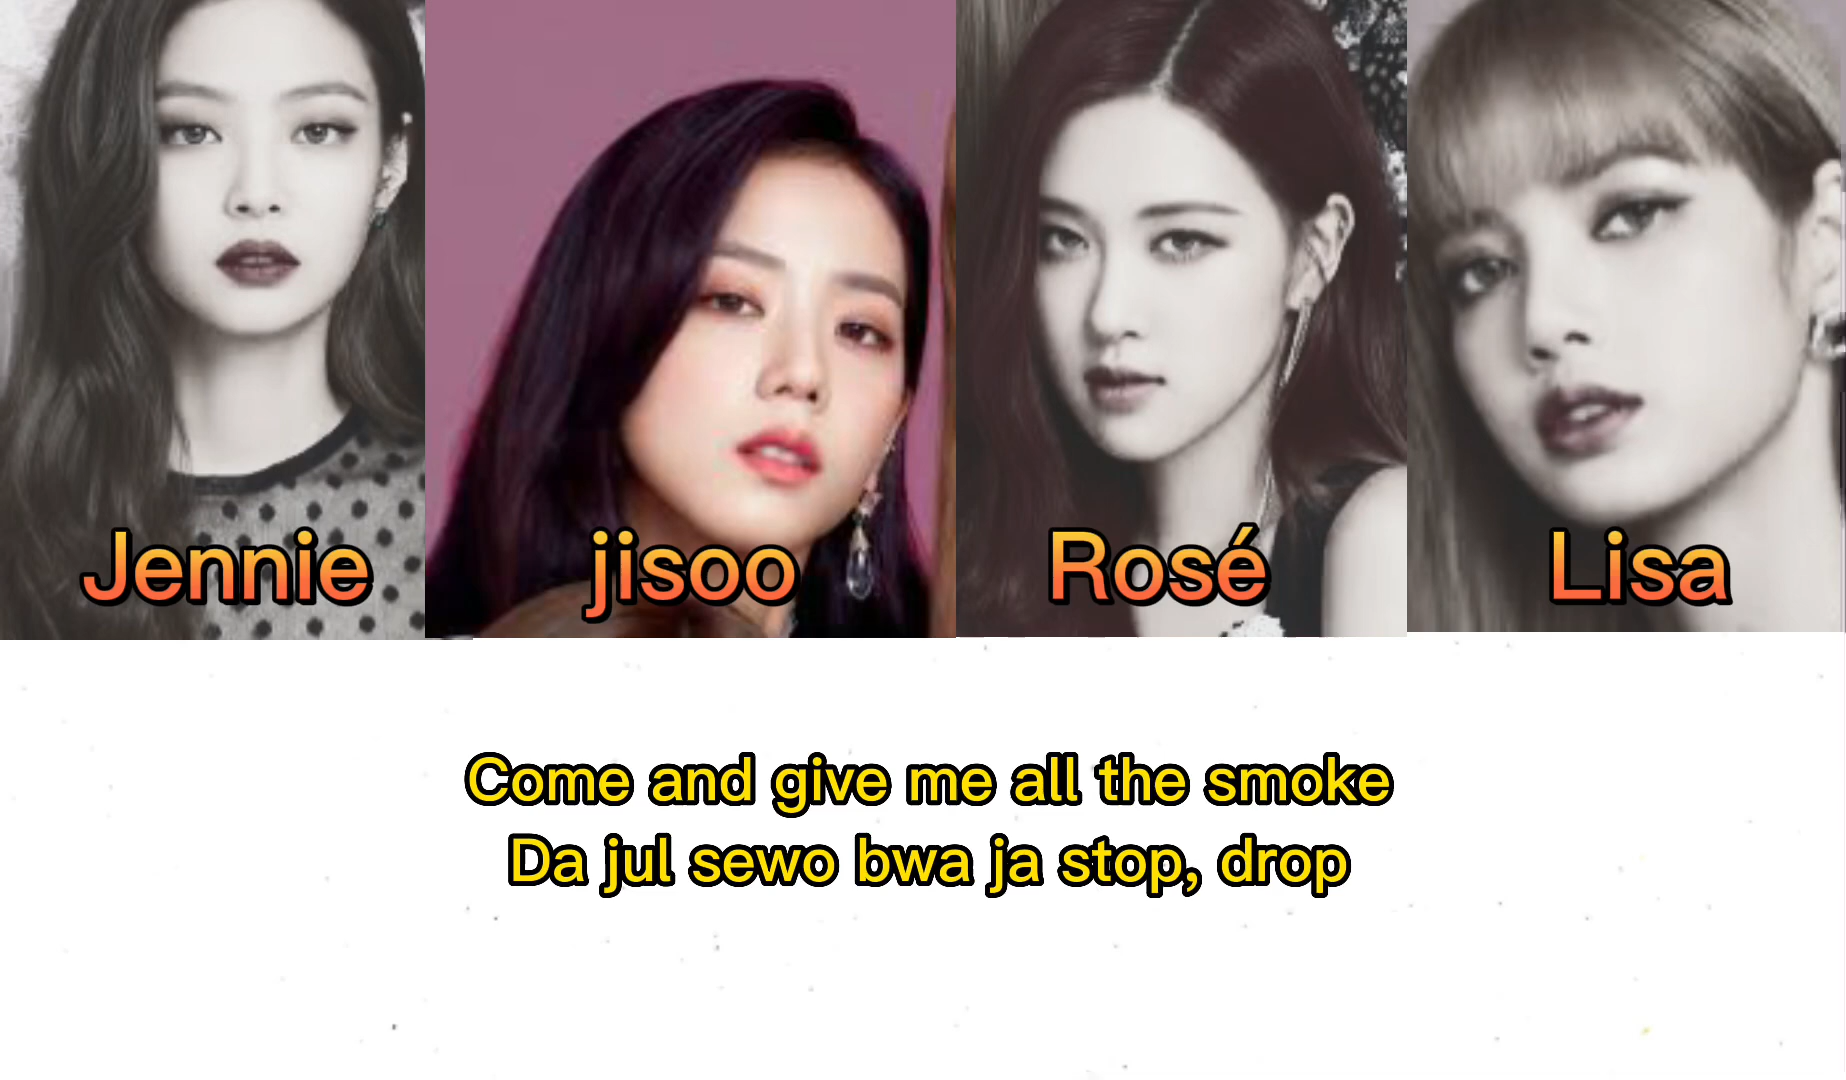 Jennie
jisoo
Rosé
Lisa
Come and give me all the smoke
Da jul sewo bwa ja stop, drop